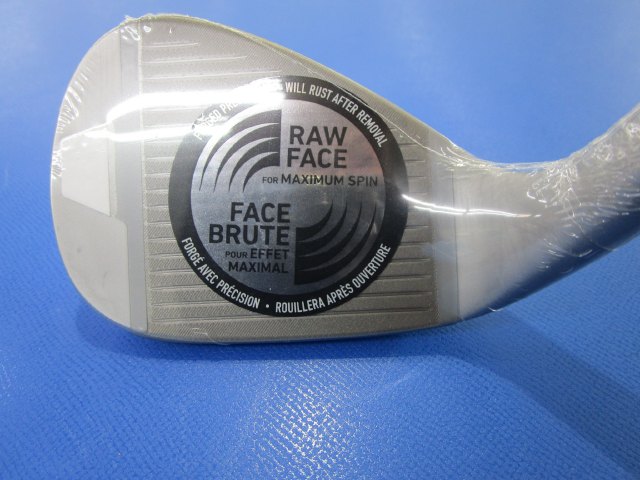 WILL RUST AFTER REMOVAL
RAW
FACE
FOR MAXIMUM SPIN
FACE
BRUTE
POUR EFFET
MAXIMAL
FORGÉ AVEC PRÉCISION • ROUILLERA APRÈS OUVERTURE